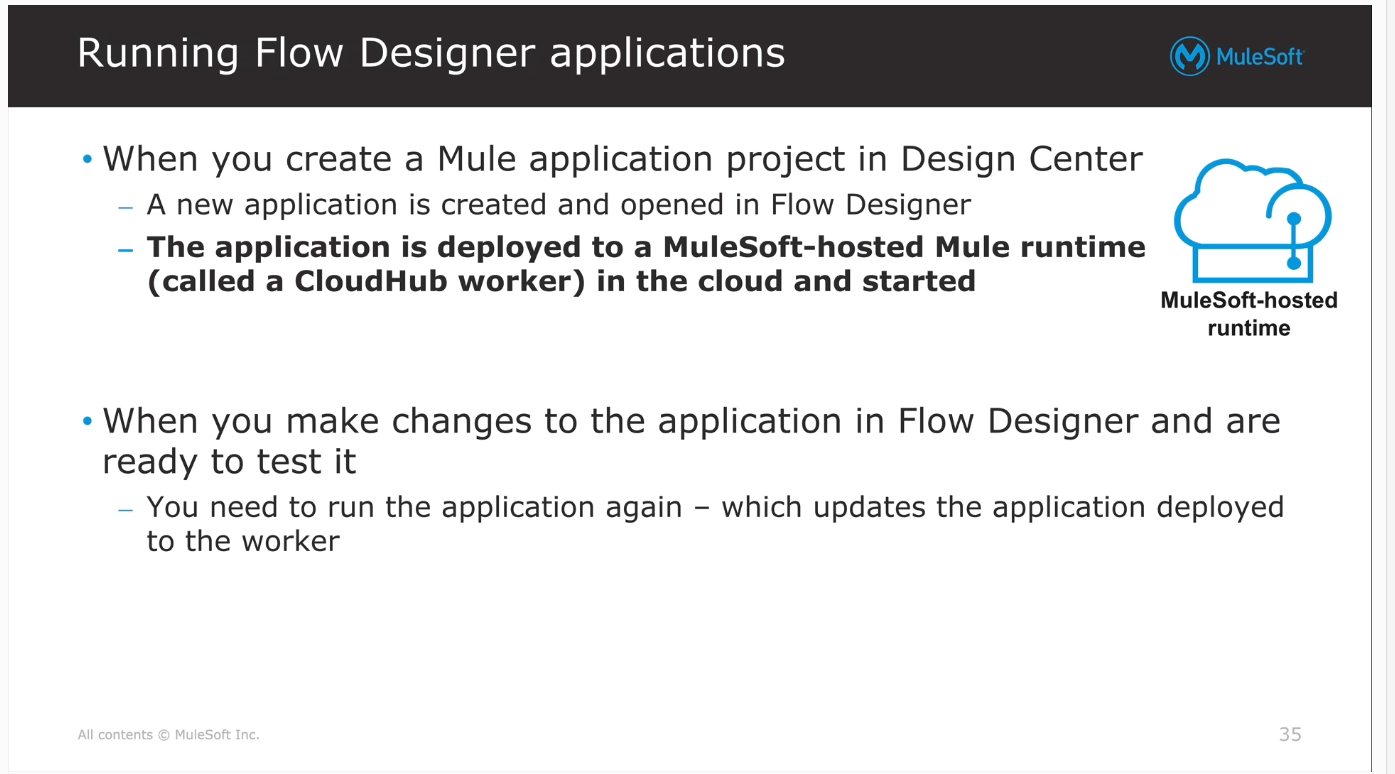 Running Flow Designer applications
MuleSoft
• When you create a Mule application project in Design Center
– A new application is created and opened in Flow Designer
– The application is deployed to a MuleSoft-hosted Mule runtime
(called a CloudHub worker) in the cloud and started
MuleSoft-hosted
runtime
• When you make changes to the application in Flow Designer and are
ready to test it
– You need to run the application again – which updates the application deployed
to the worker
All contents © MuleSoft Inc.
35